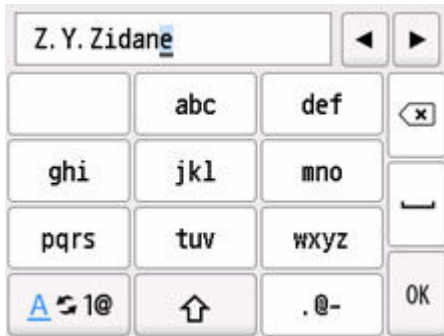 Z. Y. Zidane
abc def
ghi jkl mno
pqrs tuv wxyz
A 1@ .@-
OK